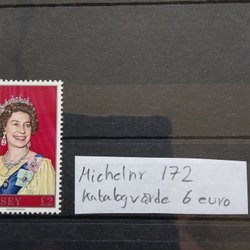 SEY £2
Michelnr 172
Katalogvärde 6 euro